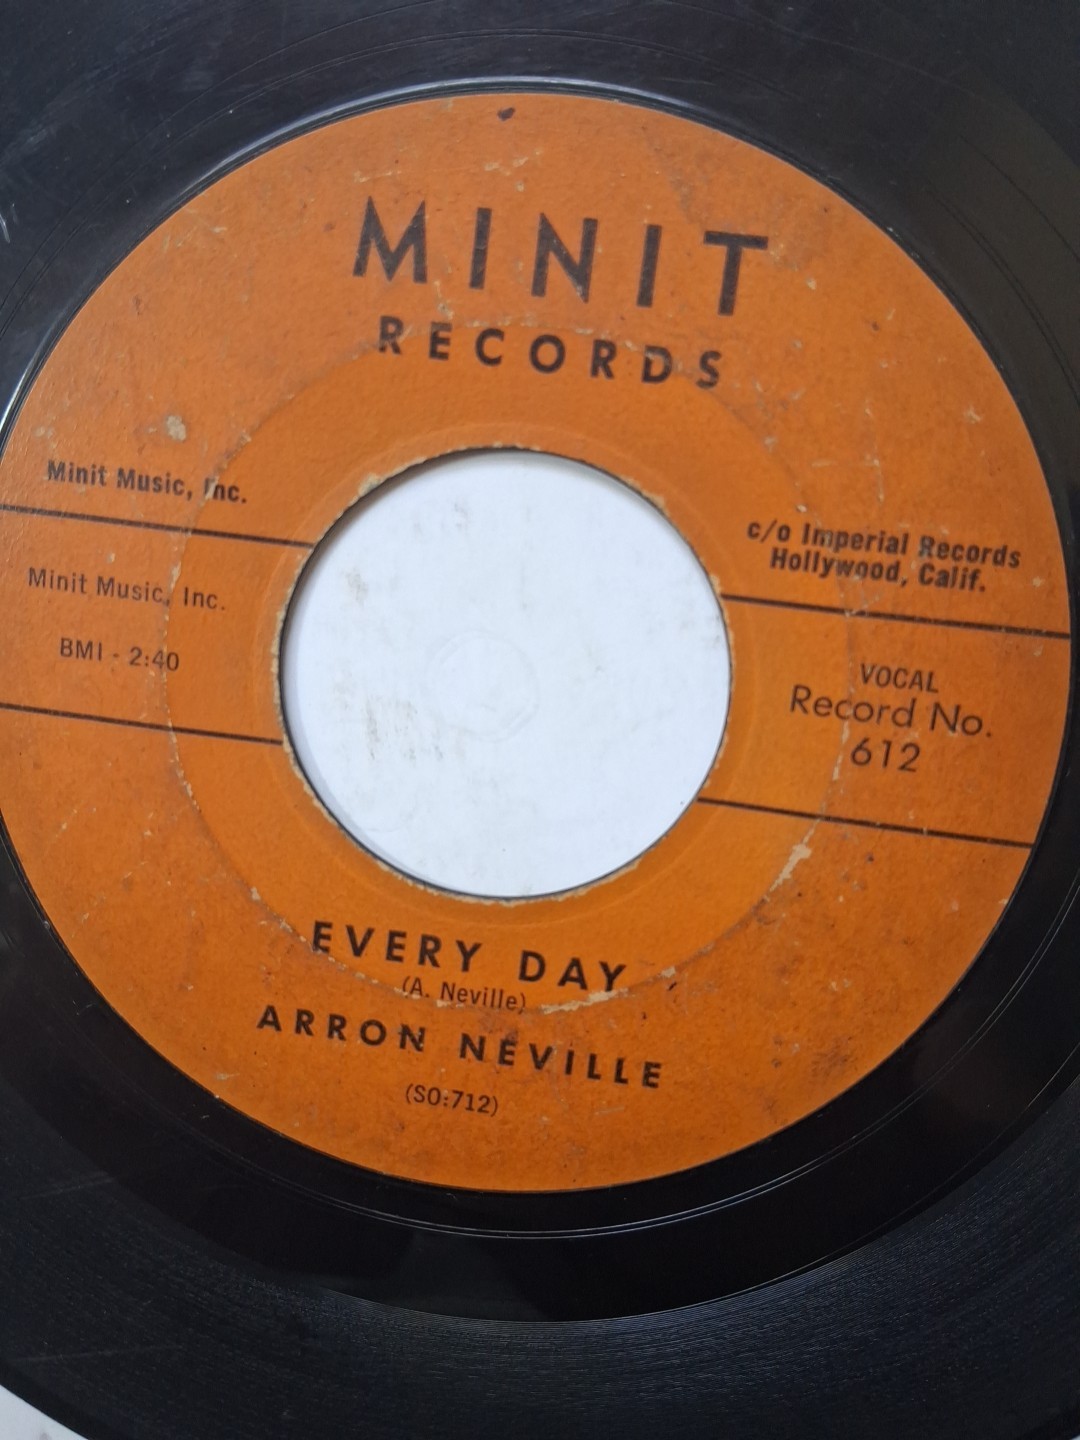 MINIT
RECORDS
Minit Music, Inc.
c/o Imperial Records
Hollywood, Calif.
Minit Music, Inc.
BMI - 2:40
VOCAL
Record No.
612
EVERY DAY
(A. Neville)
ARRON NEVILLE
(SO:712)